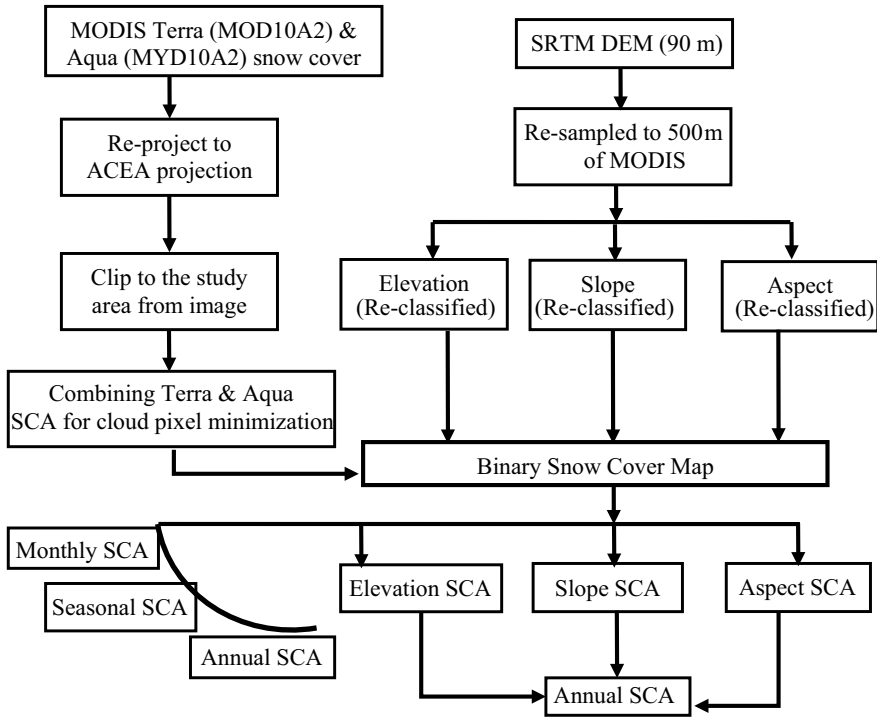 MODIS Terra (MOD10A2) &
Aqua (MYD10A2) snow cover
SRTM DEM (90 m)
Re-project to
ACEA projection
Re-sampled to 500m
of MODIS
Clip to the study
area from image
Elevation
(Re-classified)
Slope
(Re-classified)
Aspect
(Re-classified)
Combining Terra & Aqua
SCA for cloud pixel minimization
Binary Snow Cover Map
Monthly SCA
Seasonal SCA
Annual SCA
Elevation SCA
Slope SCA
Aspect SCA
Annual SCA